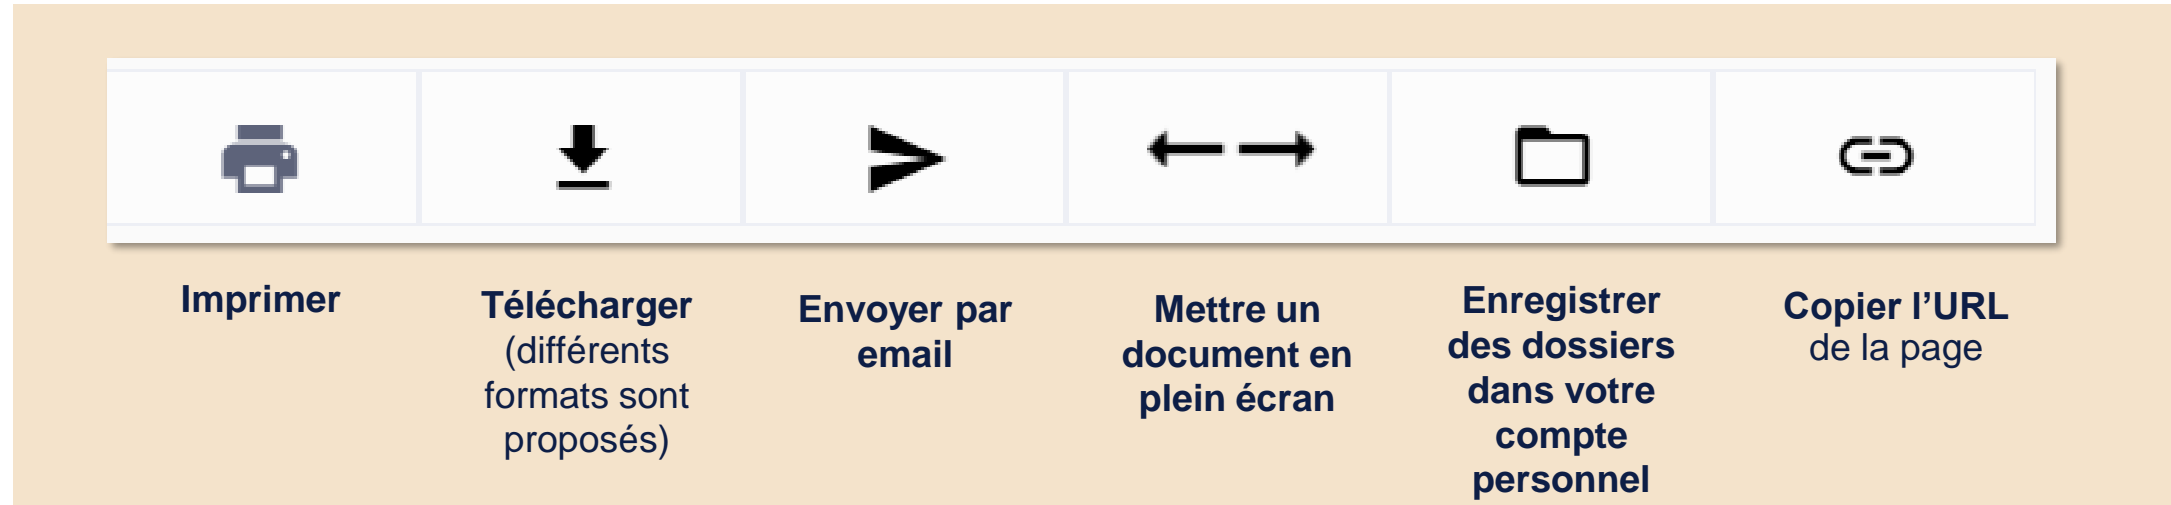 Imprimer
Télécharger
(différents
formats sont
proposés)
Envoyer par
email
Mettre un
document en
plein écran
Enregistrer
des dossiers
dans votre
compte
personnel
Copier l’URL
de la page